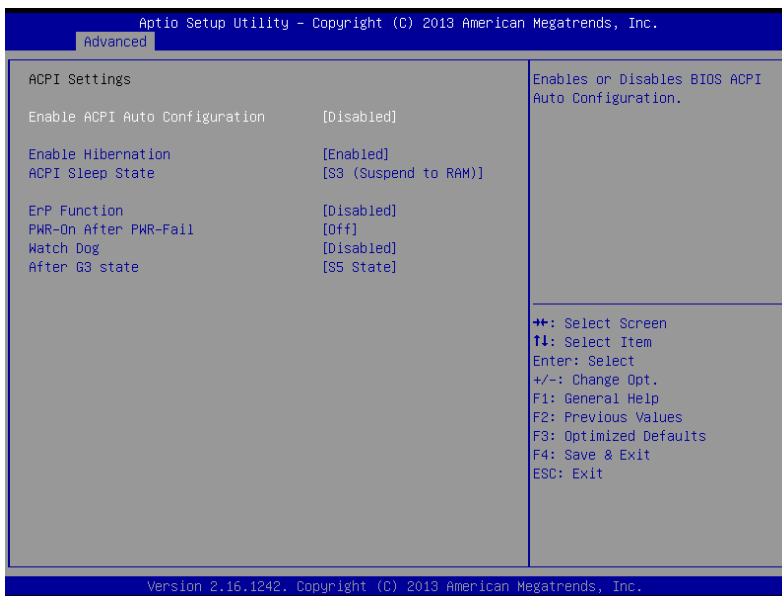 Aptio Setup Utility – Copyright (C) 2013 American Megatrends, Inc.
Advanced
ACPI Settings
Enable ACPI Auto Configuration [Disabled]
Enable Hibernation [Enabled]
ACPI Sleep State [S3 (Suspend to RAM)]
ErP Function [Disabled]
PWR-On After PWR-Fail [Off]
Watch Dog [Disabled]
After G3 state [S5 State]
Enables or Disables BIOS ACPI
Auto Configuration.
→←: Select Screen
↑↓: Select Item
Enter: Select
+/-: Change Opt.
F1: General Help
F2: Previous Values
F3: Optimized Defaults
F4: Save & Exit
ESC: Exit
Version 2.16.1242. Copyright (C) 2013 American Megatrends, Inc.